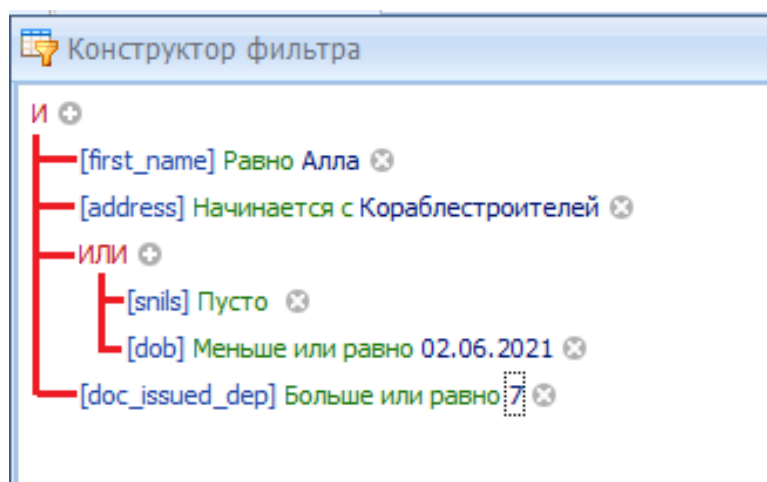 Конструктор фильтра
И
[first_name] Равно Алла
[address] Начинается с Кораблестроителей
ИЛИ
[snils] Пусто
[dob] Меньше или равно 02.06.2021
[doc_issued_dep] Больше или равно 7